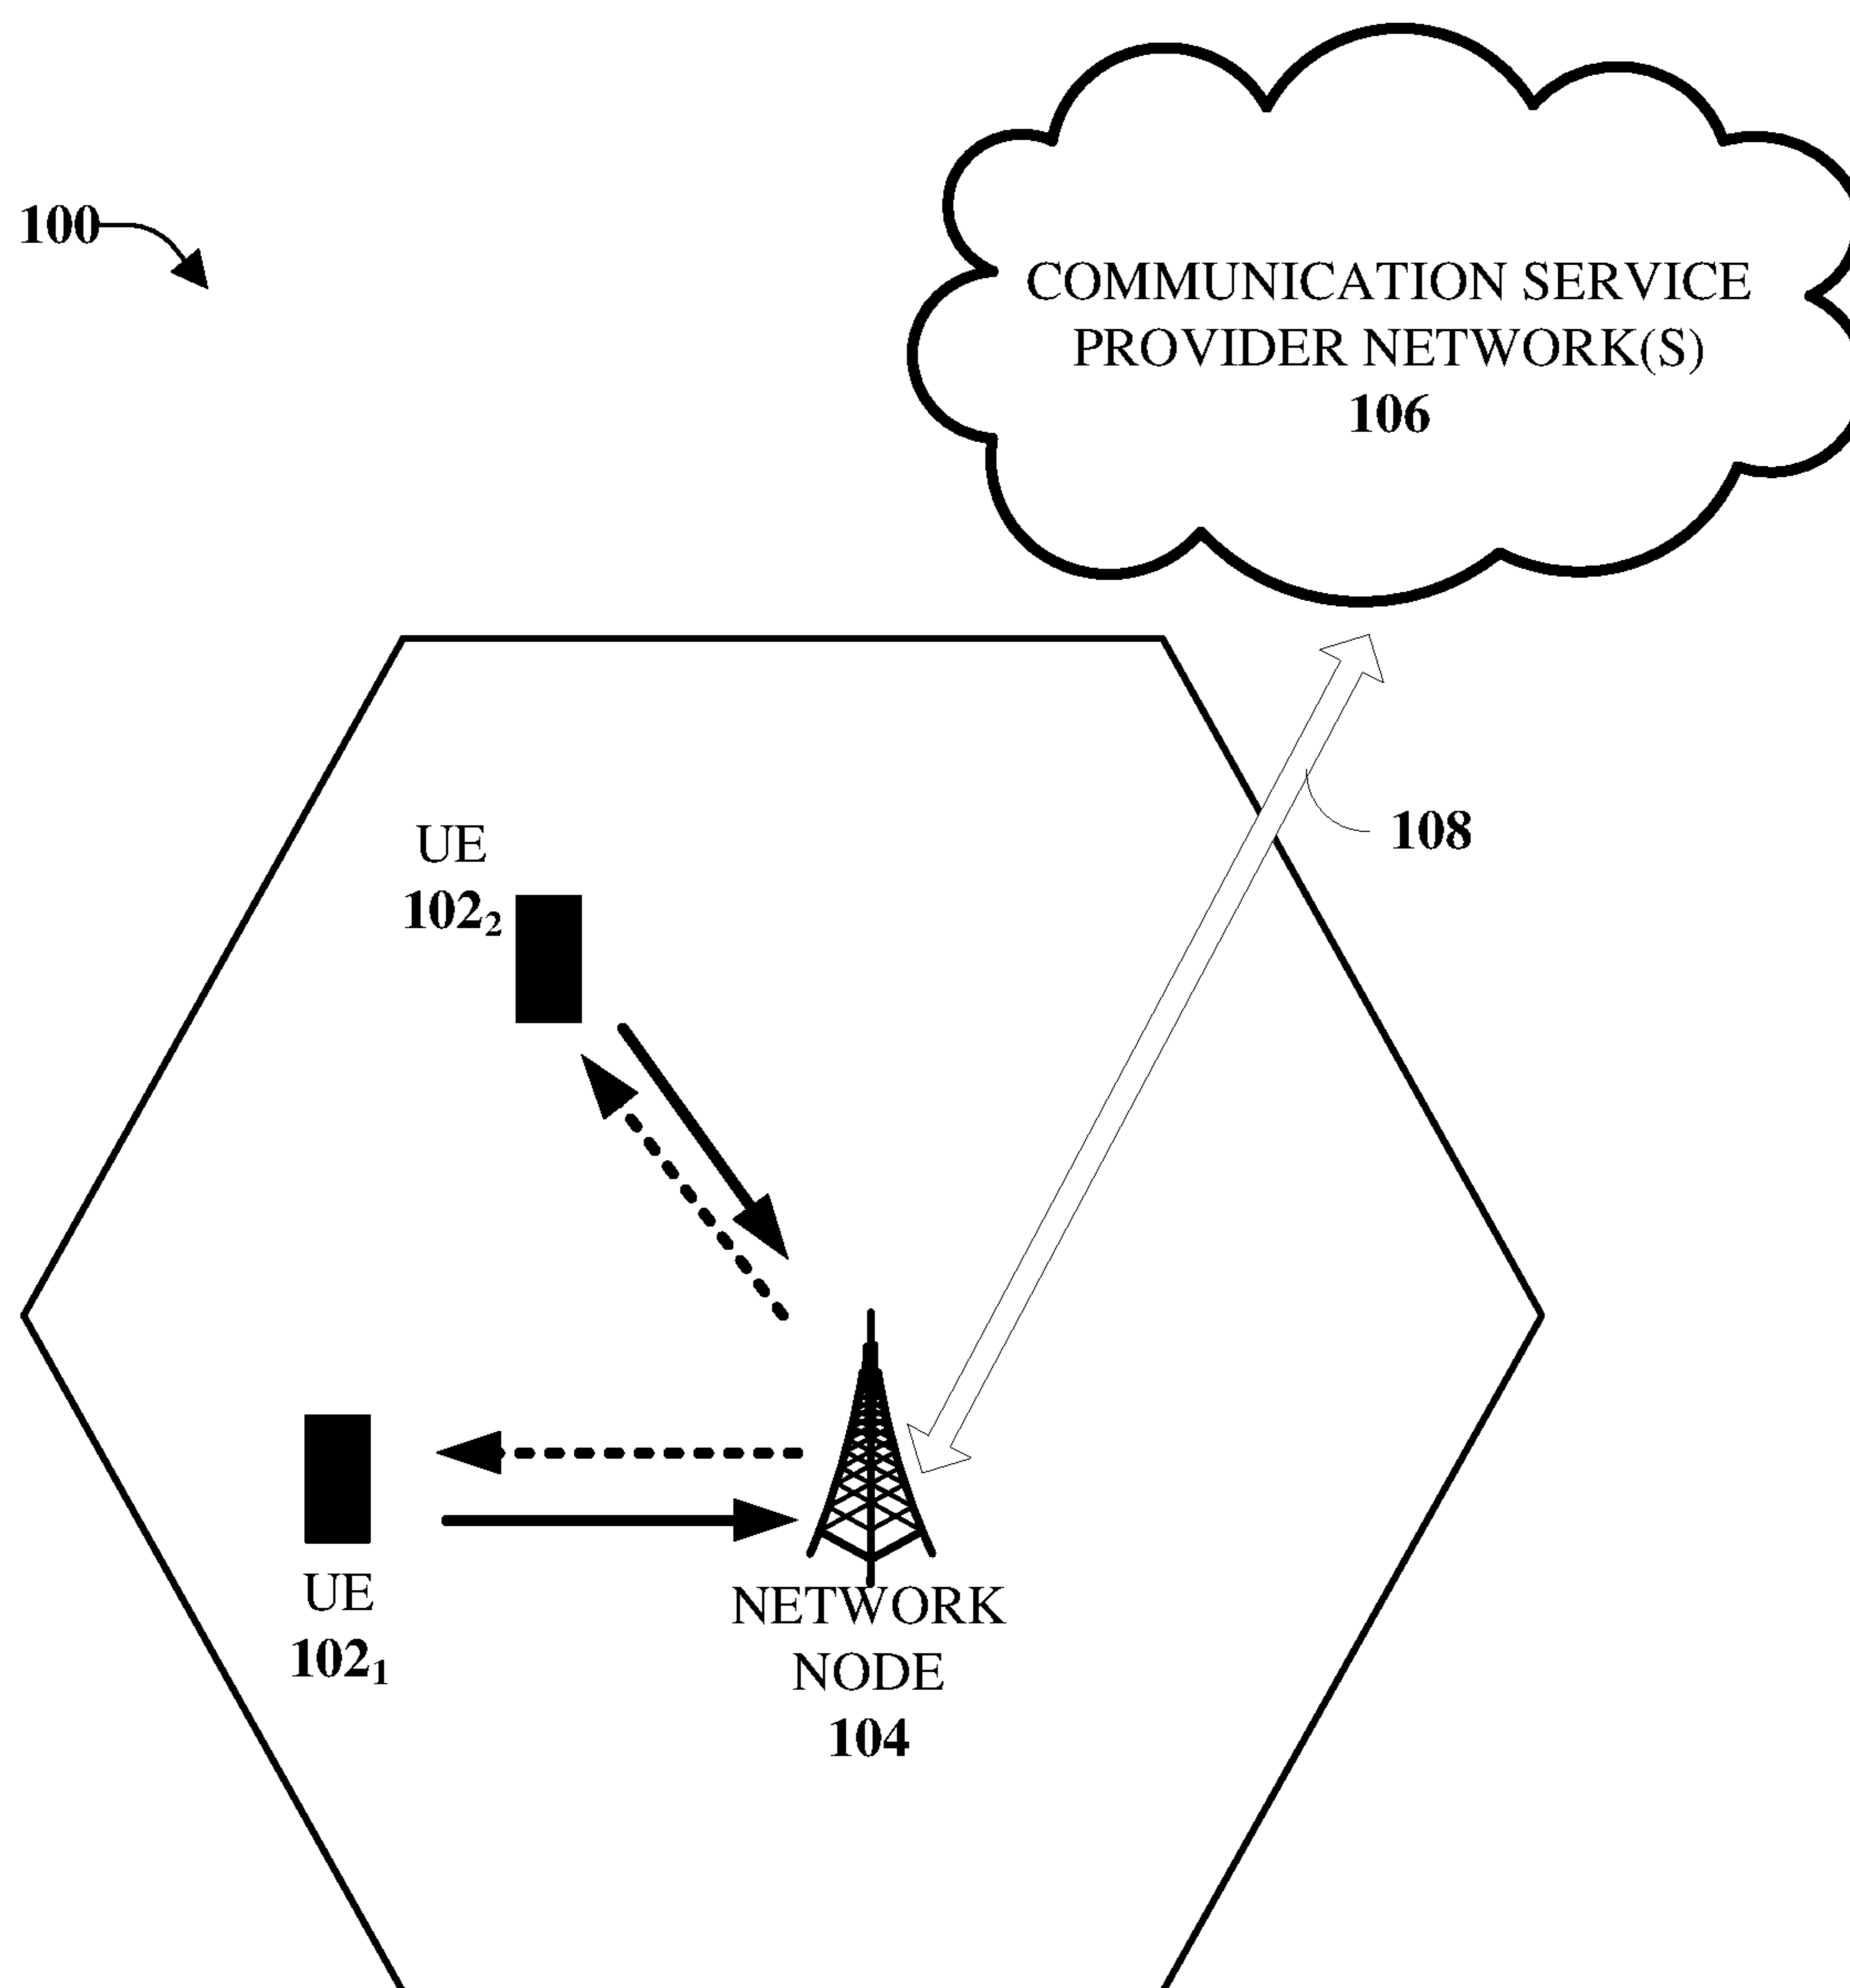 100
COMMUNICATION SERVICE
PROVIDER NETWORK(S)
106
108
UE
102₂
UE
102₁
NETWORK
NODE
104